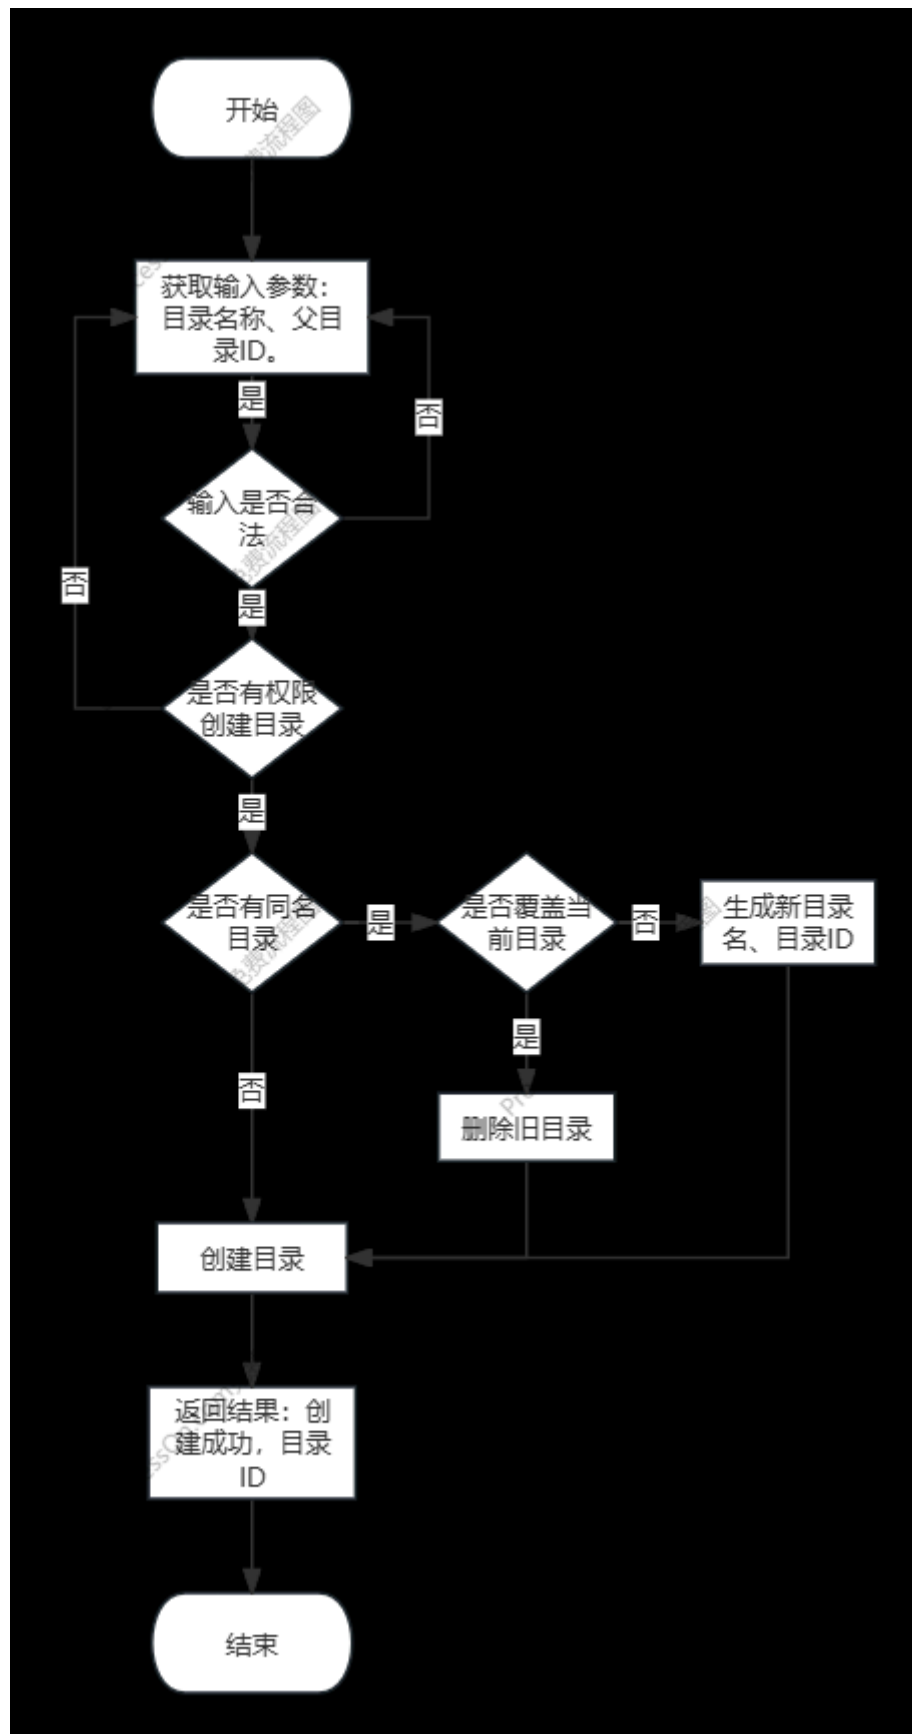 开始
获取输入参数：
目录名称、父目
录ID。
是
否
输入是否合
法
否
是
是否有权限
创建目录
是
是否有同名
目录
是
是否覆盖当
前目录
否
生成新目录
名、目录ID
是
否
删除旧目录
创建目录
返回结果：创
建成功，目录
ID
结束